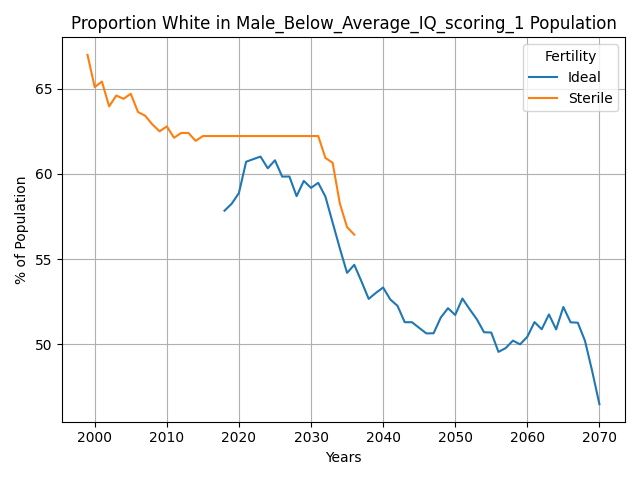 Proportion White in Male_Below_Average_IQ_scoring_1 Population
Fertility
Ideal
Sterile
% of Population
65
60
55
50
2000 2010 2020 2030 2040 2050 2060 2070
Years